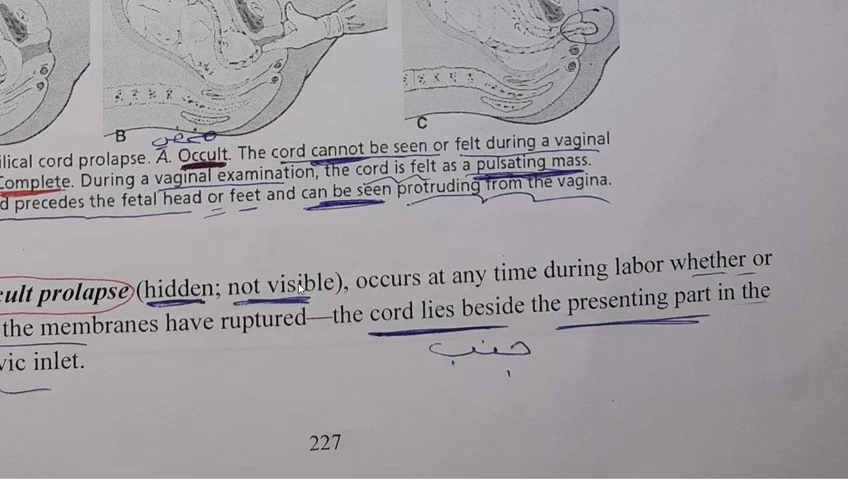 B
C
مخفي
ilical cord prolapse. A. Occult. The cord cannot be seen or felt during a vaginal
Complete. During a vaginal examination, the cord is felt as a pulsating mass.
d precedes the fetal head or feet and can be seen protruding from the vagina.
cult prolapse (hidden; not visible), occurs at any time during labor whether or
the membranes have ruptured—the cord lies beside the presenting part in the
جنب
vic inlet.
227